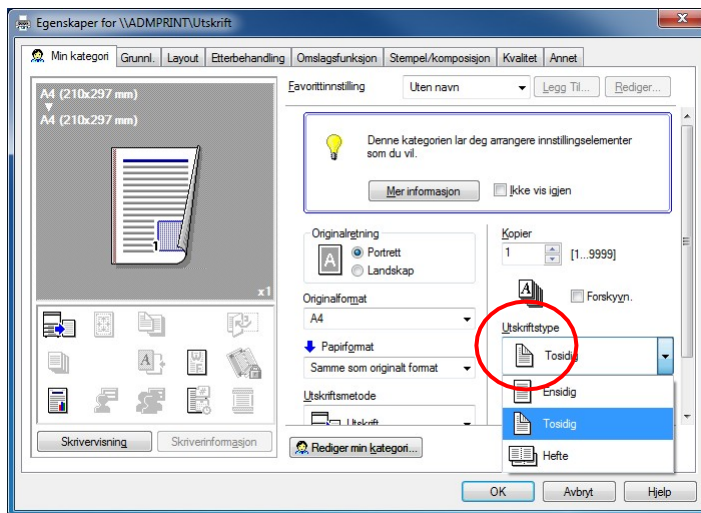 Egenskaper for \\ADMPRINT\Utskrift
Min kategori Grunnl. Layout Etterbehandling Omslagsfunksjon Stempel/komposisjon Kvalitet Annet
A4 (210x297 mm)
A4 (210x297 mm)
1
x1
Skrivervisning Skriverinformasjon
Favorittinnstilling Uten navn Legg Til... Rediger...
Denne kategorien lar deg arrangere innstillingselementer
som du vil.
Mer informasjon Ikke vis igjen
Originalretning
A
Portrett
Landskap
Originalformat
A4
Papirformat
Samme som originalt format
Utskriftsmetode
Utskrift
Rediger min kategori...
Kopier
1 [1...9999]
Forskyvn.
Utskriftstype
Tosidig
Ensidig
Tosidig
Hefte
OK Avbryt Hjelp